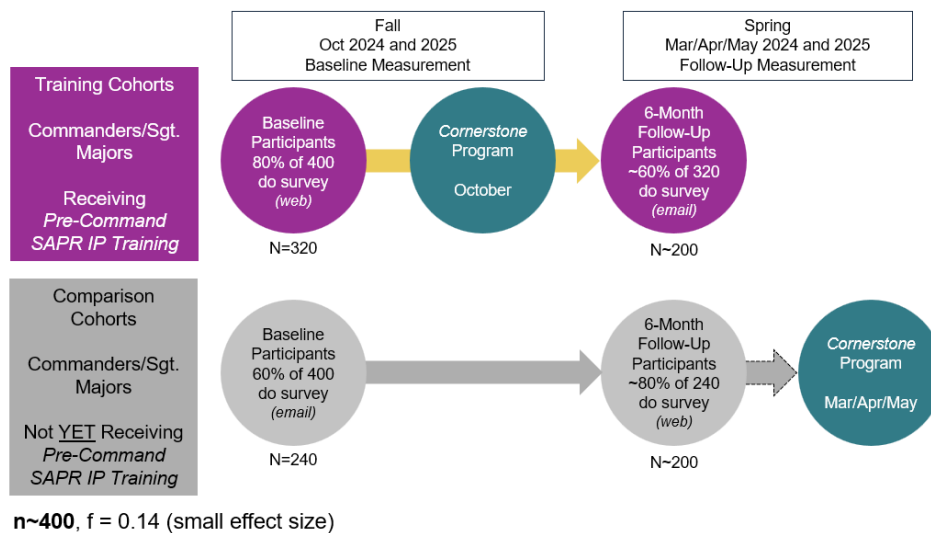 Fall
Oct 2024 and 2025
Baseline Measurement
Spring
Mar/Apr/May 2024 and 2025
Follow-Up Measurement
Training Cohorts
Commanders/Sgt.
Majors
Receiving
Pre-Command
SAPR IP Training
Baseline
Participants
80% of 400
do survey
(web)
N=320
Cornerstone
Program
October
6-Month
Follow-Up
Participants
~60% of 320
do survey
(email)
N~200
Comparison
Cohorts
Commanders/Sgt.
Majors
Not YET Receiving
Pre-Command
SAPR IP Training
Baseline
Participants
60% of 400
do survey
(email)
N=240
6-Month
Follow-Up
Participants
~80% of 240
do survey
(web)
N~200
Cornerstone
Program
Mar/Apr/May
n~400, f = 0.14 (small effect size)